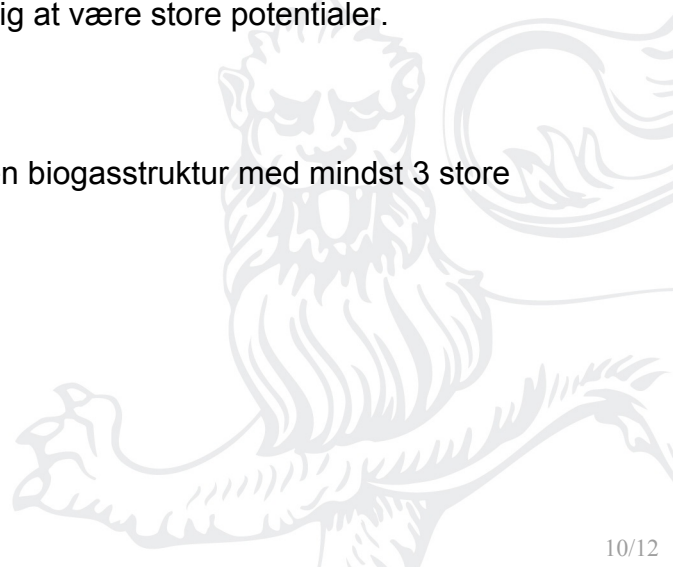 ig at være store potentialer.
n biogasstruktur med mindst 3 store
10/12